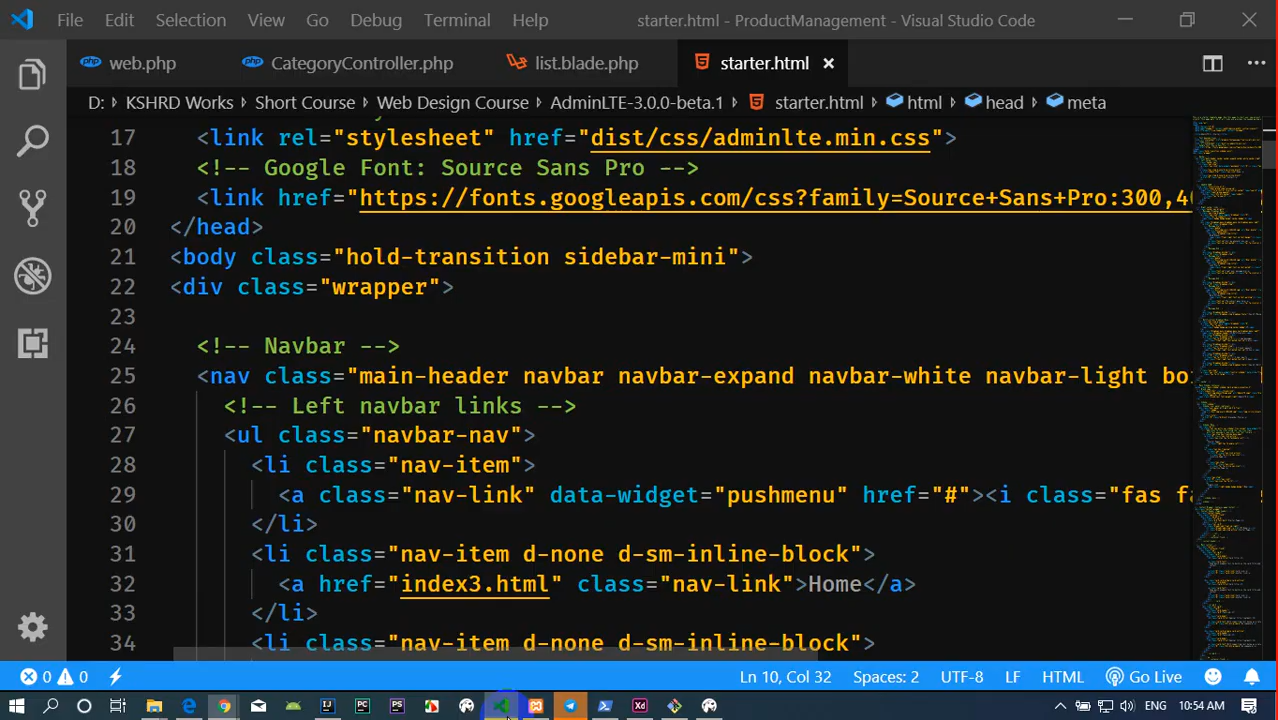 File Edit Selection View Go Debug Terminal Help starter.html - ProductManagement - Visual Studio Code
web.php CategoryController.php list.blade.php starter.html
D: > KSHRD Works > Short Course > Web Design Course > AdminLTE-3.0.0-beta.1 > starter.html > html > head > meta
17 <link rel="stylesheet" href="dist/css/adminlte.min.css">
18 <!-- Google Font: Source Sans Pro -->
19 <link href="https://fonts.googleapis.com/css?family=Source+Sans+Pro:300,4
20 </head>
21 <body class="hold-transition sidebar-mini">
22 <div class="wrapper">
23
24 <!-- Navbar -->
25 <nav class="main-header navbar navbar-expand navbar-white navbar-light bo
26 <!-- Left navbar links -->
27 <ul class="navbar-nav">
28 <li class="nav-item">
29 <a class="nav-link" data-widget="pushmenu" href="#"><i class="fas fa
30 </li>
31 <li class="nav-item d-none d-sm-inline-block">
32 <a href="index3.html" class="nav-link">Home</a>
33 </li>
34 <li class="nav-item d-none d-sm-inline-block">
0 0 Ln 10, Col 32 Spaces: 2 UTF-8 LF HTML Go Live
PC PS Xd ENG 10:54 AM